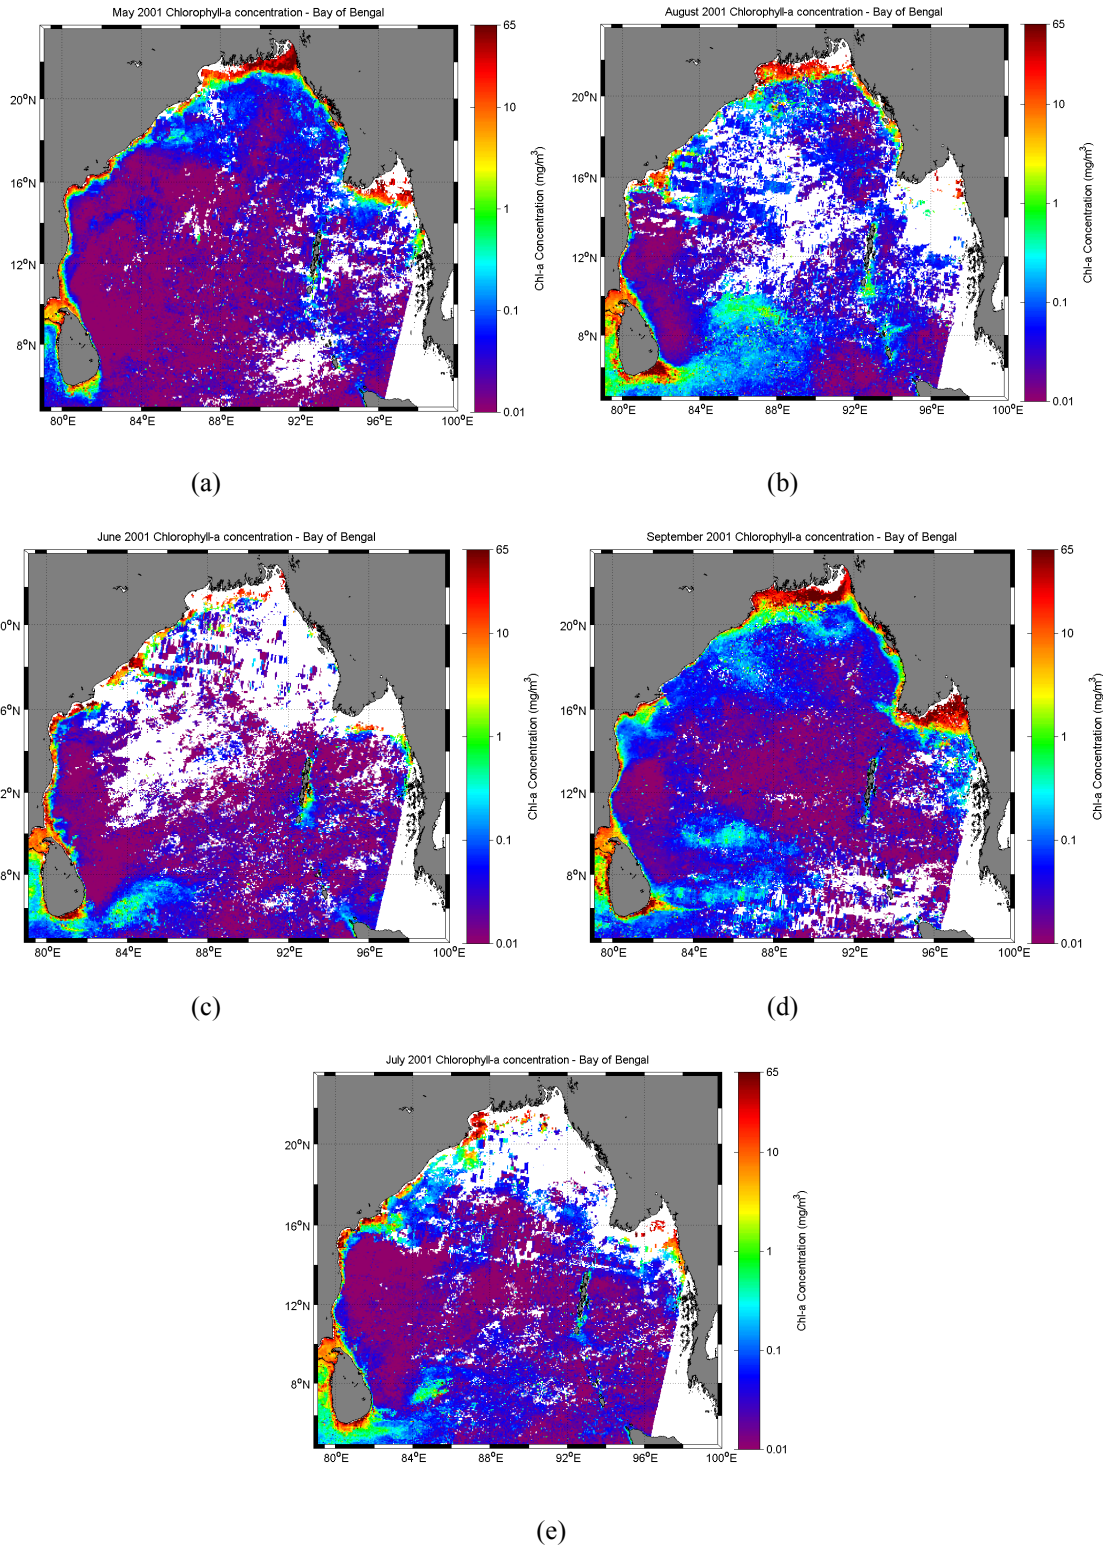 May 2001 Chlorophyll-a concentration - Bay of Bengal
20°N
16°N
12°N
8°N
80°E 84°E 88°E 92°E 96°E 100°E
65
10
1
0.1
0.01
Chl-a Concentration (mg/m3)
(a)
August 2001 Chlorophyll-a concentration - Bay of Bengal
20°N
16°N
12°N
8°N
80°E 84°E 88°E 92°E 96°E 100°E
65
10
1
0.1
0.01
Chl-a Concentration (mg/m3)
(b)
June 2001 Chlorophyll-a concentration - Bay of Bengal
0°N
6°N
2°N
8°N
80°E 84°E 88°E 92°E 96°E 100°E
65
10
1
0.1
0.01
Chl-a Concentration (mg/m3)
(c)
September 2001 Chlorophyll-a concentration - Bay of Bengal
20°N
16°N
12°N
8°N
80°E 84°E 88°E 92°E 96°E 100°E
65
10
1
0.1
0.01
Chl-a Concentration (mg/m3)
(d)
July 2001 Chlorophyll-a concentration - Bay of Bengal
20°N
16°N
12°N
8°N
80°E 84°E 88°E 92°E 96°E 100°E
65
10
1
0.1
0.01
Chl-a Concentration (mg/m3)
(e)